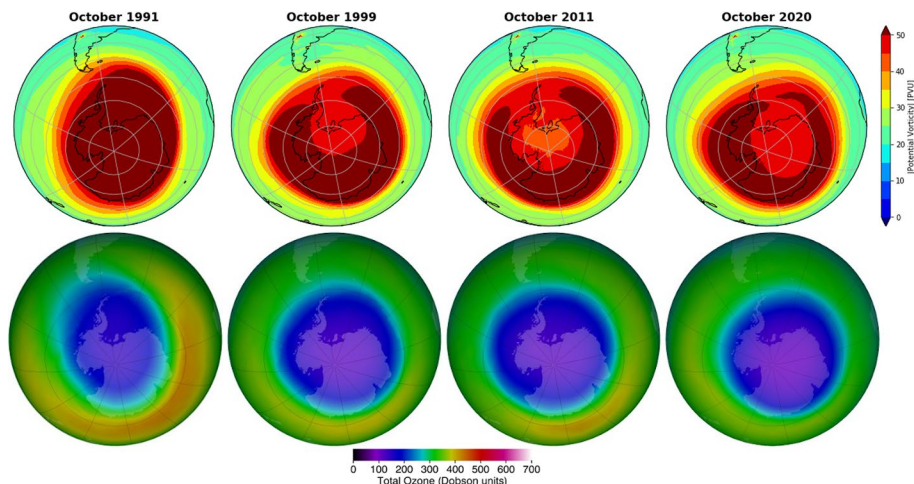 October 1991
October 1999
October 2011
October 2020
50
40
30
20
10
0
|Potential Vorticity| [PVU]
0 100 200 300 400 500 600 700
Total Ozone (Dobson units)